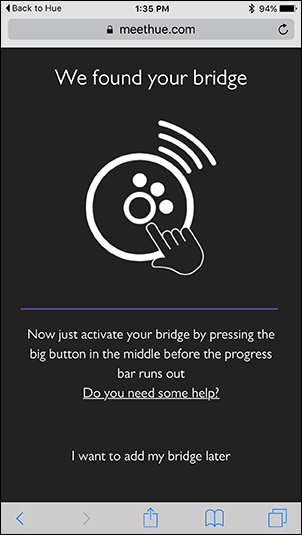 Back to Hue 1:35 PM 94%
meethue.com
We found your bridge
Now just activate your bridge by pressing the
big button in the middle before the progress
bar runs out
Do you need some help?
I want to add my bridge later